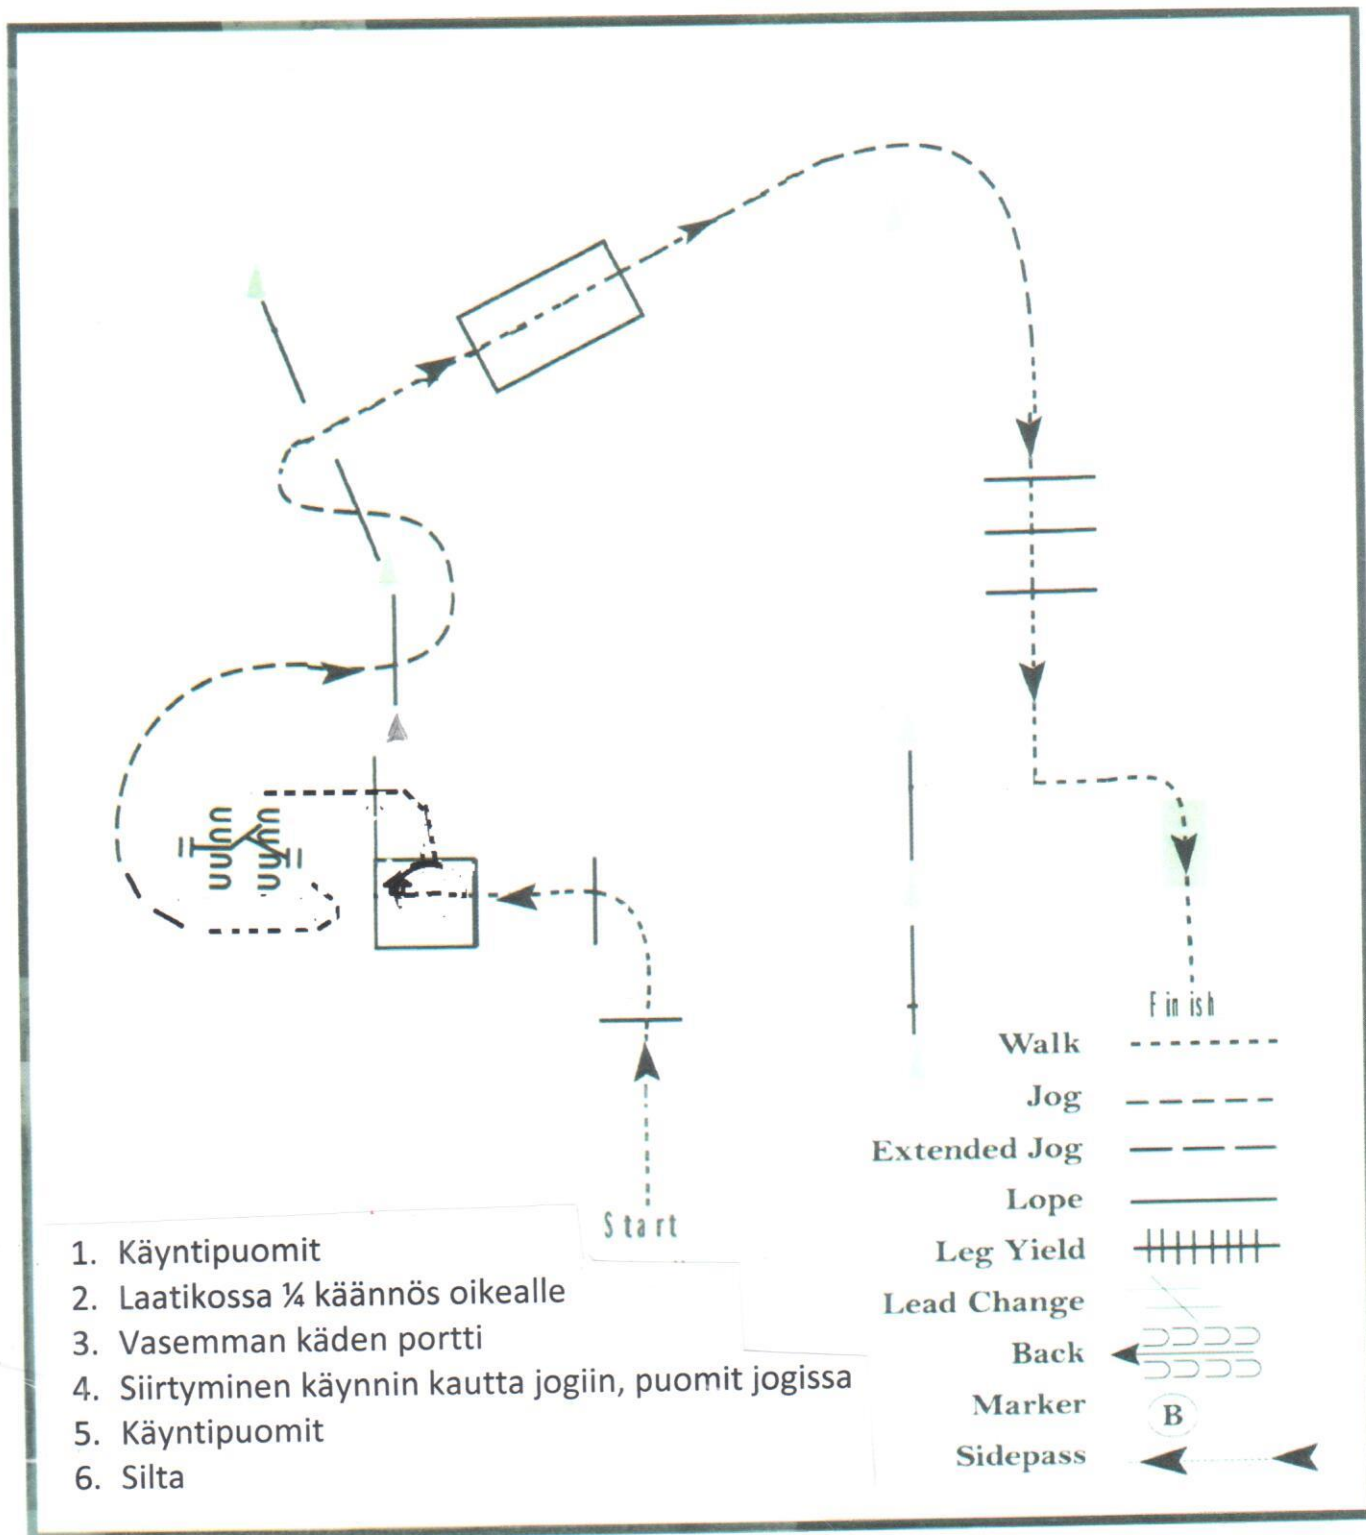 Finish
Walk
Jog
Extended Jog
Lope
Leg Yield
Lead Change
Back
Marker B
Sidepass
Start
1. Käyntipuomit
2. Laatikossa ¼ käännös oikealle
3. Vasemman käden portti
4. Siirtyminen käynnin kautta jogiin, puomit jogissa
5. Käyntipuomit
6. Silta